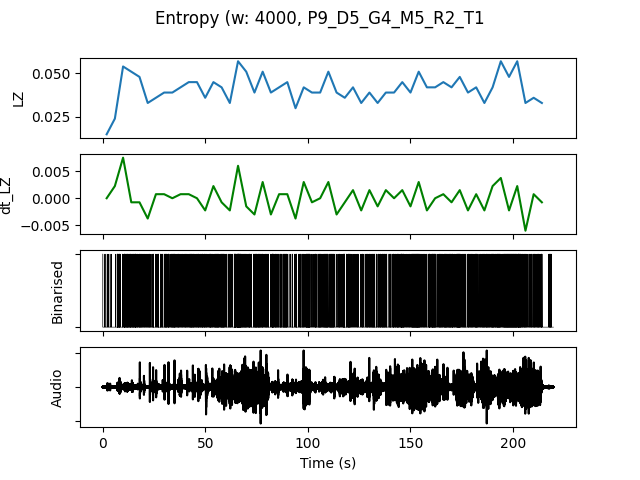 Entropy (w: 4000, P9_D5_G4_M5_R2_T1
0.050
0.025
LZ
0.005
0.000
−0.005
dt_LZ
Binarised
Audio
0 50 100 150 200
Time (s)